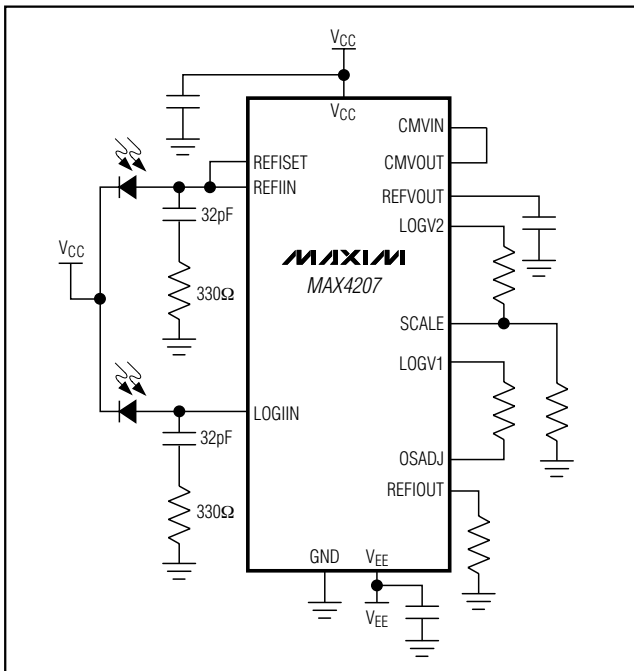 VCC
VCC
CMVIN
CMVOUT
REFISET
REFIIN
REFVOUT
32pF
LOGV2
VCC
MAXIM
MAX4207
330Ω
SCALE
LOGV1
LOGIIN
32pF
OSADJ
REFIOUT
330Ω
GND
VEE
VEE